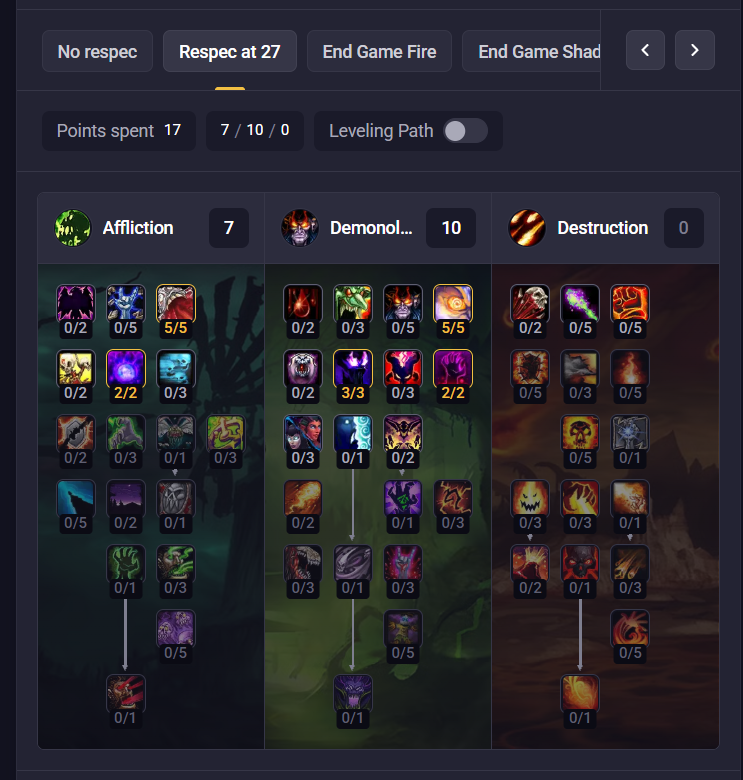 No respec Respec at 27 End Game Fire End Game Shad
Points spent 17 7 / 10 / 0 Leveling Path
Affliction 7 Demonol... 10 Destruction 0
0/2 0/5 5/5 0/2 0/3 0/5 5/5 0/2 0/5 0/5
0/2 2/2 0/3 0/2 3/3 0/3 2/2 0/5 0/3 0/5
0/2 0/3 0/1 0/3 0/3 0/1 0/2 0/5 0/1
0/5 0/2 0/1 0/2 0/1 0/3 0/3 0/3 0/1
0/1 0/3 0/3 0/1 0/3 0/2 0/1 0/3
0/5 0/5 0/5
0/1 0/1 0/1